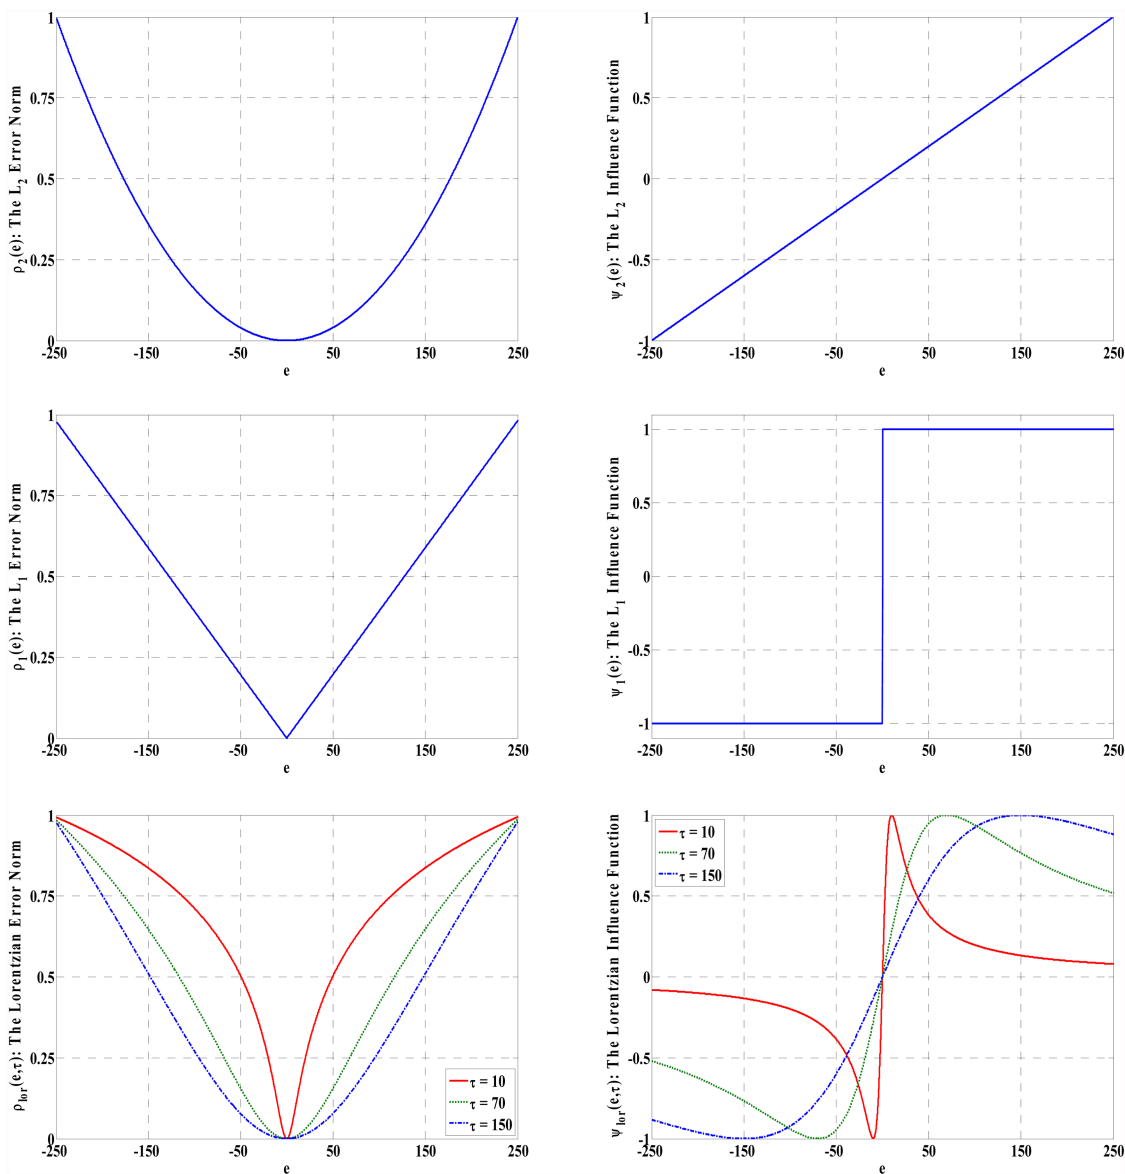 ρ2(e): The L2 Error Norm
1
0.75
0.5
0.25
0
-250 -150 -50 50 150 250
e
ψ2(e): The L2 Influence Function
1
0.5
0
-0.5
-1
-250 -150 -50 50 150 250
e
ρ1(e): The L1 Error Norm
1
0.75
0.5
0.25
0
-250 -150 -50 50 150 250
e
ψ1(e): The L1 Influence Function
1
0.5
0
-0.5
-1
-250 -150 -50 50 150 250
e
ρlor(e,τ): The Lorentzian Error Norm
1
0.75
0.5
0.25
0
τ = 10
τ = 70
τ = 150
-250 -150 -50 50 150 250
e
ψlor(e,τ): The Lorentzian Influence Function
1
0.5
0
-0.5
-1
τ = 10
τ = 70
τ = 150
-250 -150 -50 50 150 250
e